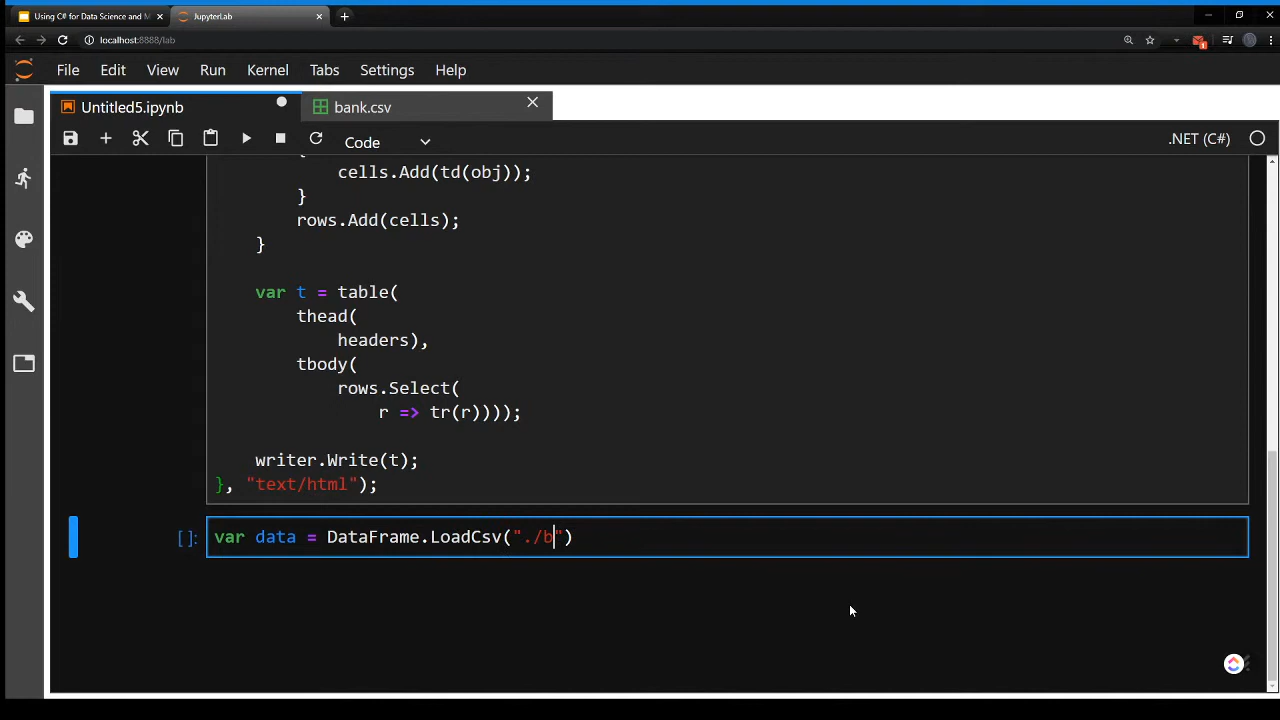 Using C# for Data Science and M
JupyterLab
localhost:8888/lab
File Edit View Run Kernel Tabs Settings Help
Untitled5.ipynb
bank.csv
Code
.NET (C#)
cells.Add(td(obj));
}
rows.Add(cells);
}
var t = table(
thead(
headers),
tbody(
rows.Select(
r => tr(r))));
writer.Write(t);
}, "text/html");
[ ]: var data = DataFrame.LoadCsv("./b")